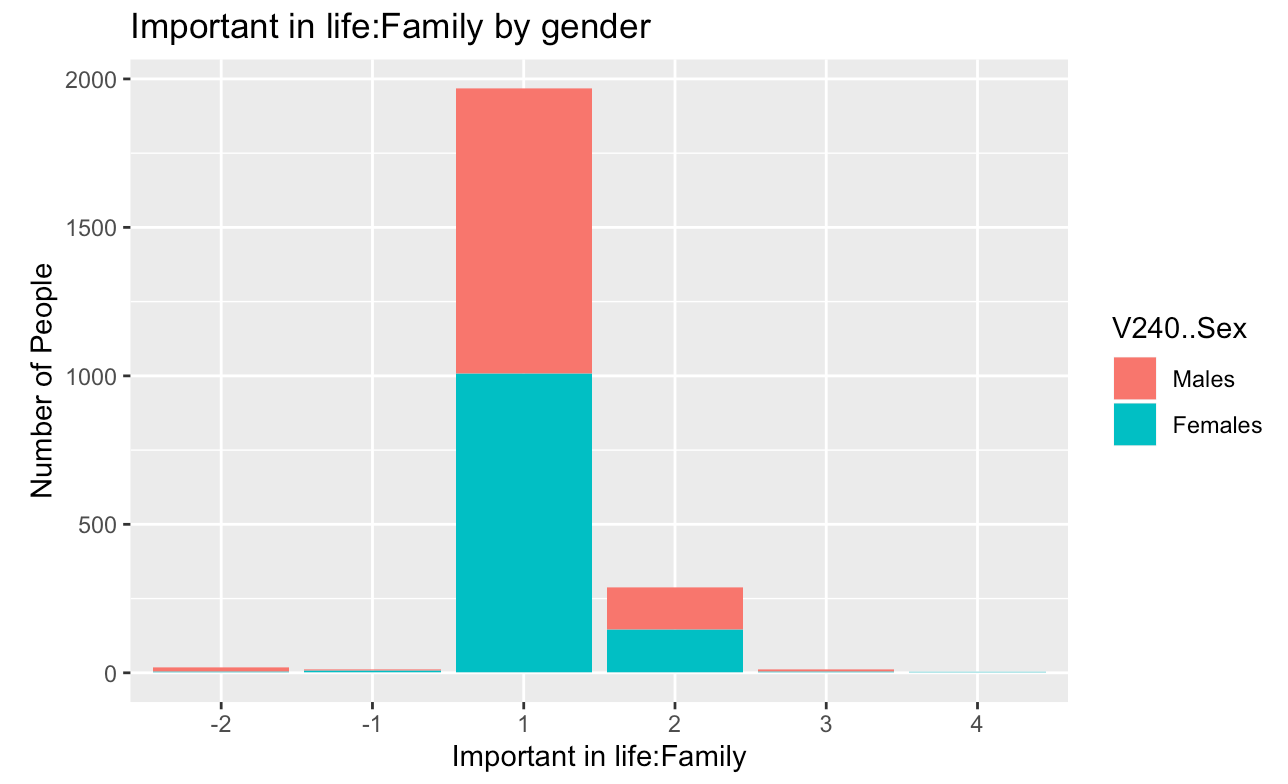 Important in life:Family by gender
2000
1500
1000
500
0
Number of People
-2 -1 1 2 3 4
Important in life:Family
V240..Sex
Males
Females